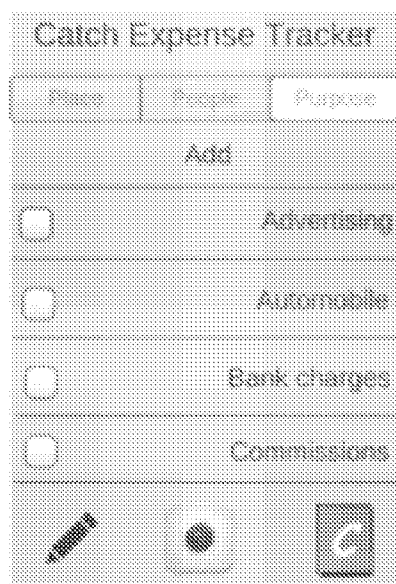 Catch Expense Tracker
Place People Purpose
Add
Advertising
Automobile
Bank charges
Commissions
C